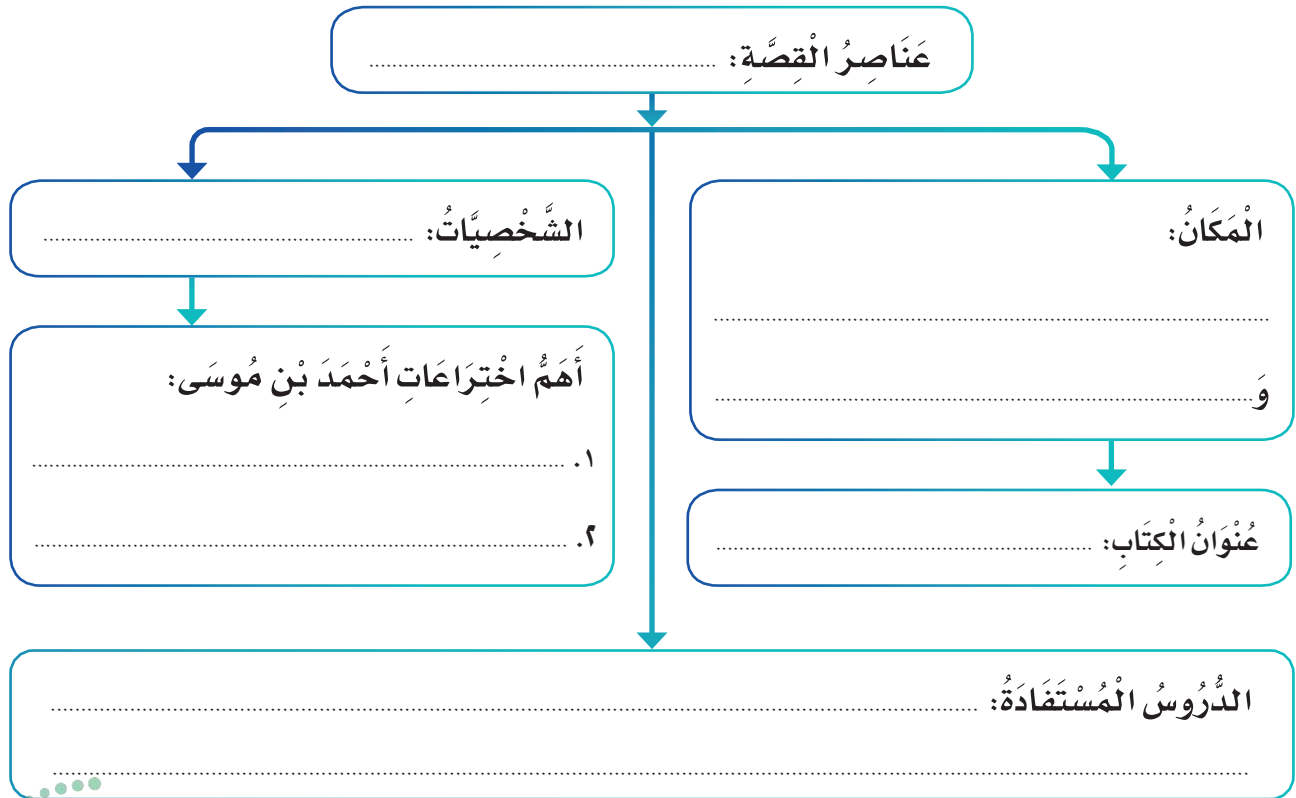 عَنَاصِرُ الْقِصَّةِ: ..............................
الْمَكَانُ:
..............................
وَ..............................
عُنْوَانُ الْكِتَابِ: ..............................
الشَّخْصِيَّاتُ: ..............................
أَهَمُّ اخْتِرَاعَاتِ أَحْمَدَ بْنِ مُوسَى:
١. ..............................
٢. ..............................
الدُّرُوسُ الْمُسْتَفَادَةُ: ..............................
..............................